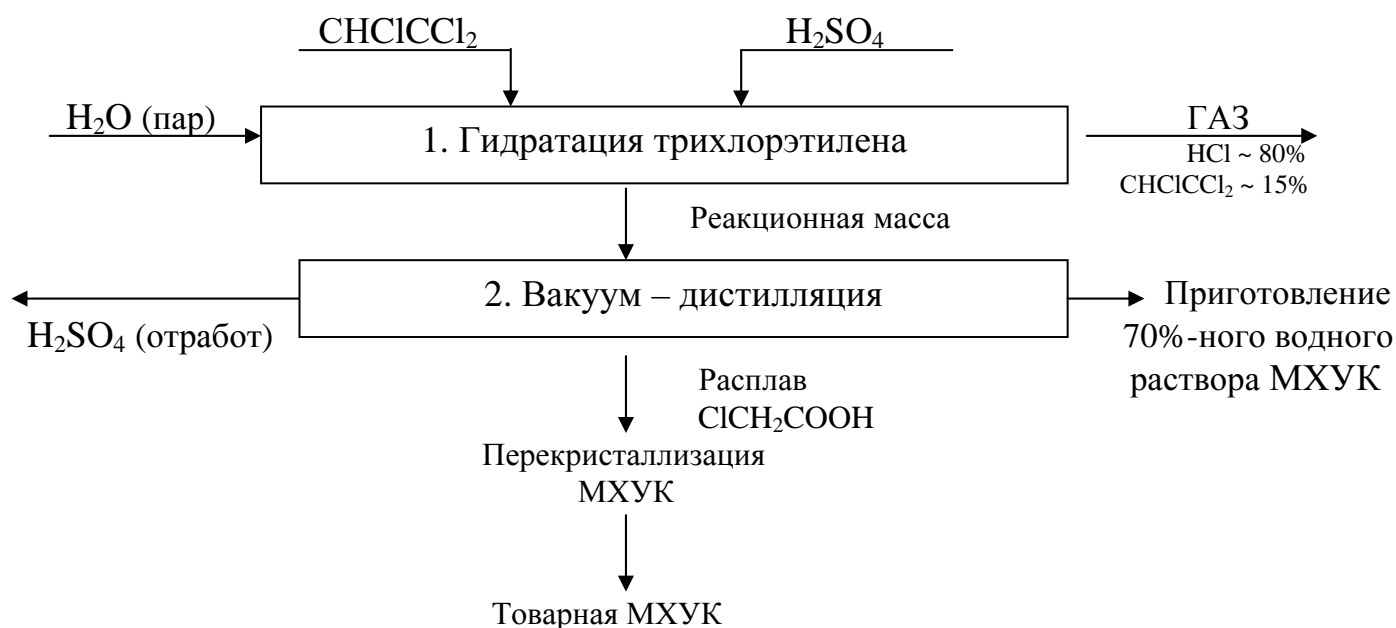 CHClCCl₂
H₂SO₄
H₂O (пар)
1. Гидратация трихлорэтилена
ГАЗ
HCl ~ 80%
CHClCCl₂ ~ 15%
Реакционная масса
2. Вакуум – дистилляция
H₂SO₄ (отработ)
Приготовление
70%-ного водного
раствора МХУК
Расплав
ClCH₂COOH
Перекристаллизация
МХУК
Товарная МХУК